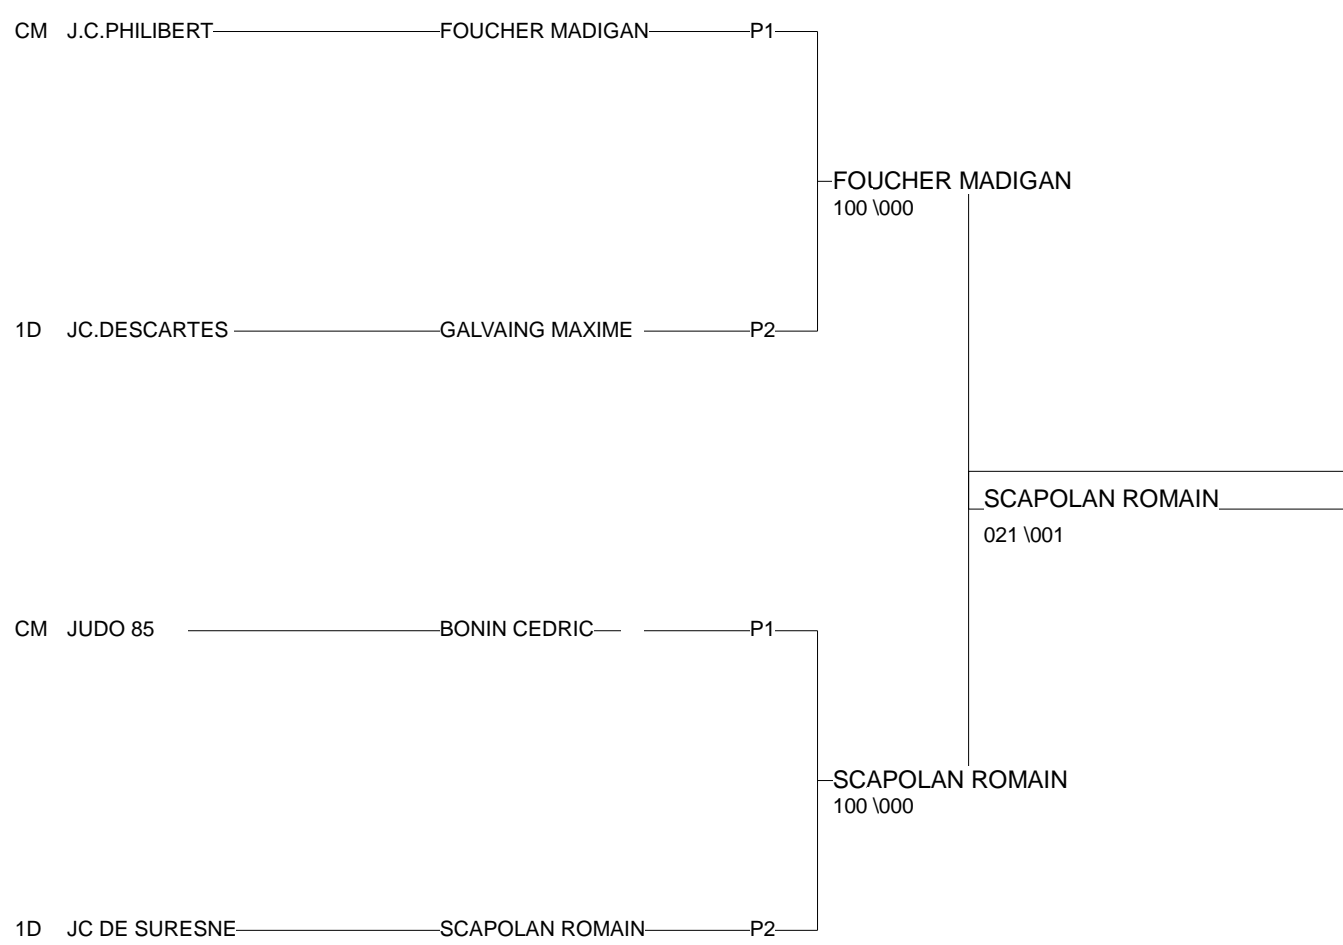 CM J.C.PHILIBERT FOUCHER MADIGAN P1
FOUCHER MADIGAN
100 \000
1D JC.DESCARTES GALVAING MAXIME P2
SCAPOLAN ROMAIN
021 \001
CM JUDO 85 BONIN CEDRIC P1
SCAPOLAN ROMAIN
100 \000
1D JC DE SURESNE SCAPOLAN ROMAIN P2